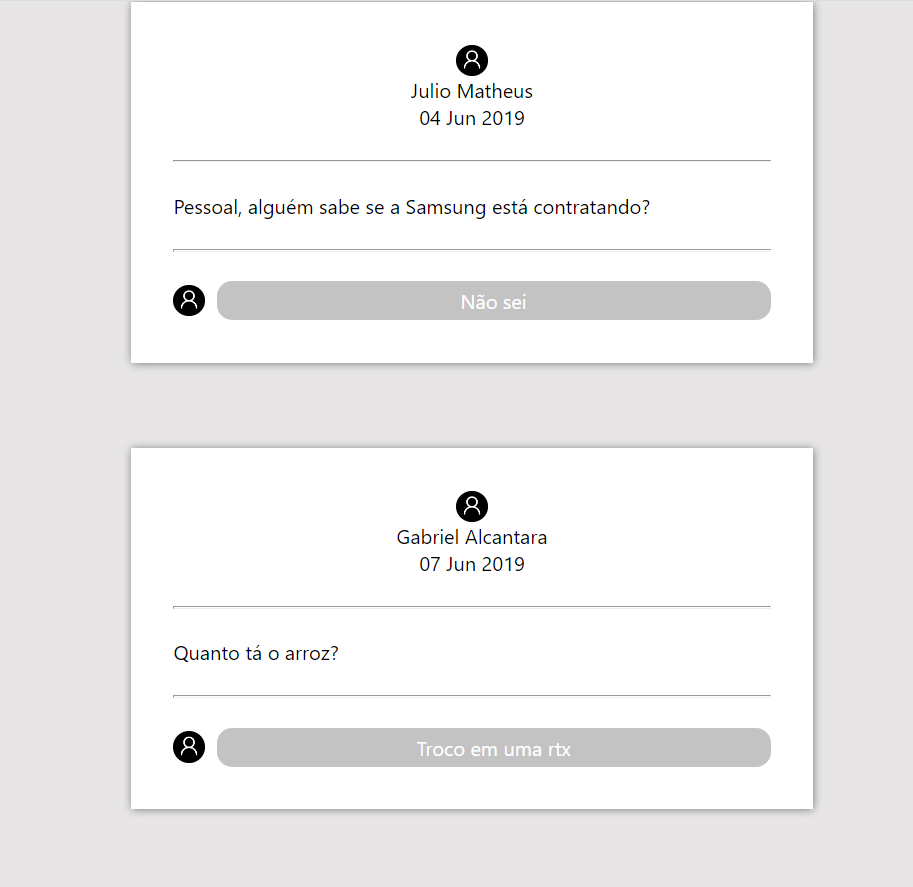 Julio Matheus
04 Jun 2019
Pessoal, alguém sabe se a Samsung está contratando?
Não sei
Gabriel Alcantara
07 Jun 2019
Quanto tá o arroz?
Troco em uma rtx